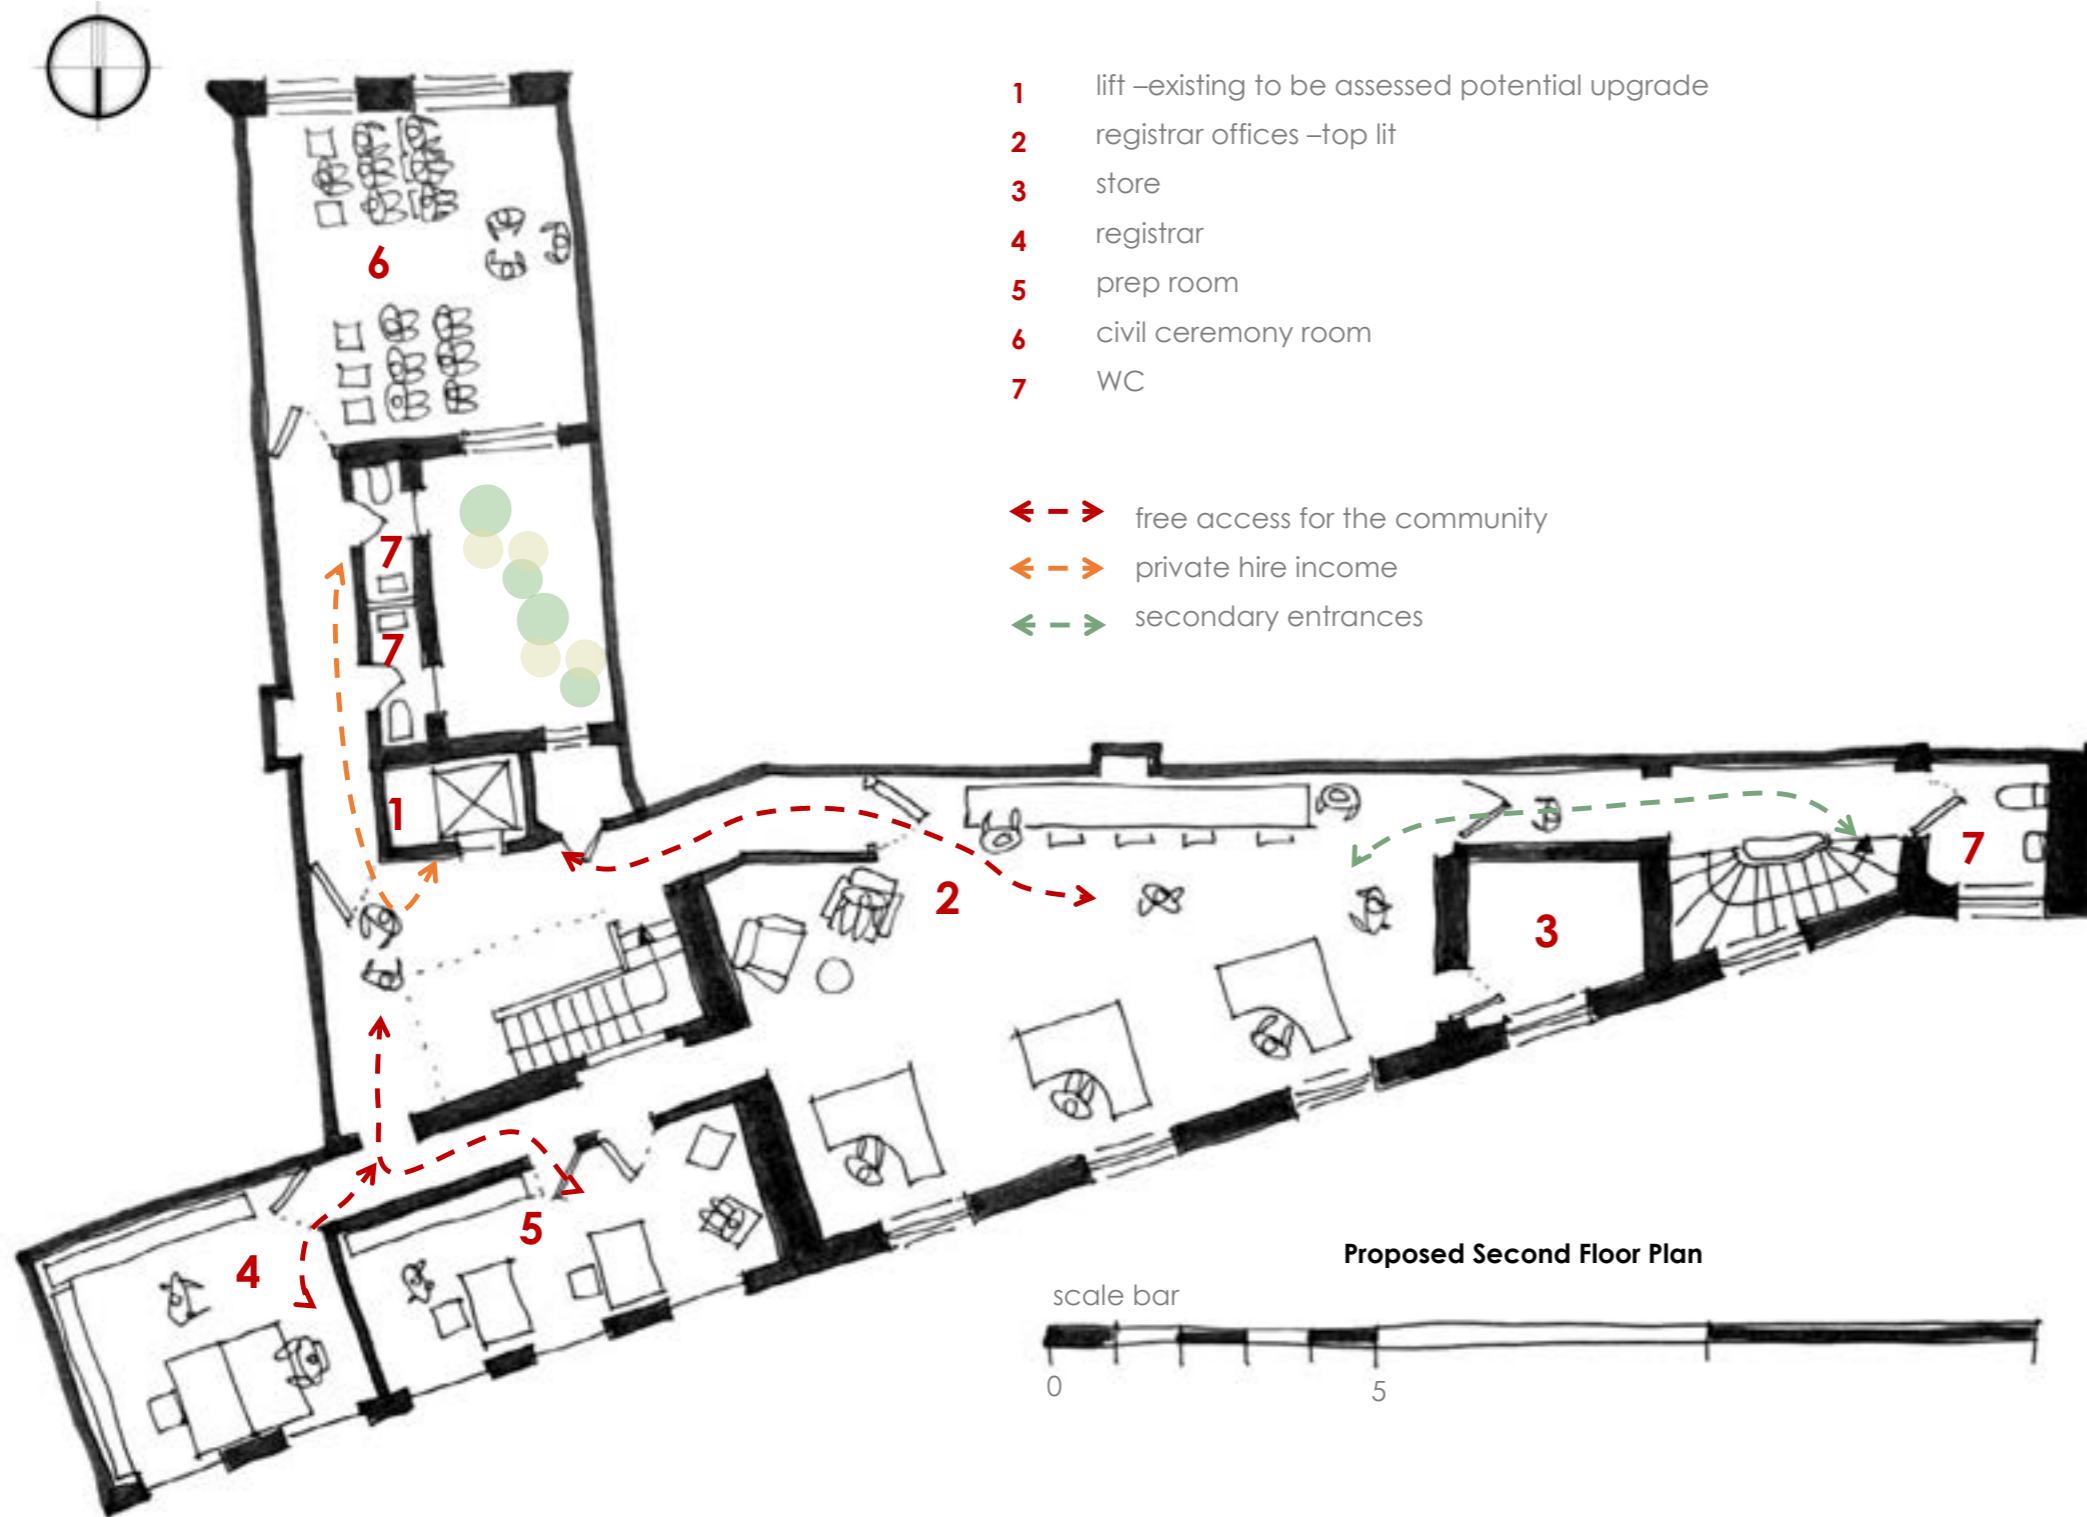 1 lift –existing to be assessed potential upgrade
2 registrar offices –top lit
3 store
4 registrar
5 prep room
6 civil ceremony room
7 WC
free access for the community
private hire income
secondary entrances
6
7
7
1
2
3
7
4
5
Proposed Second Floor Plan
scale bar
0 5